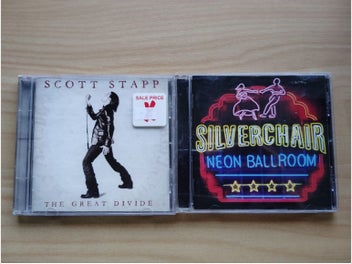 SCOTT STAPP
SALE PRICE
THE GREAT DIVIDE
SILVERCHAIR
NEON BALLROOM